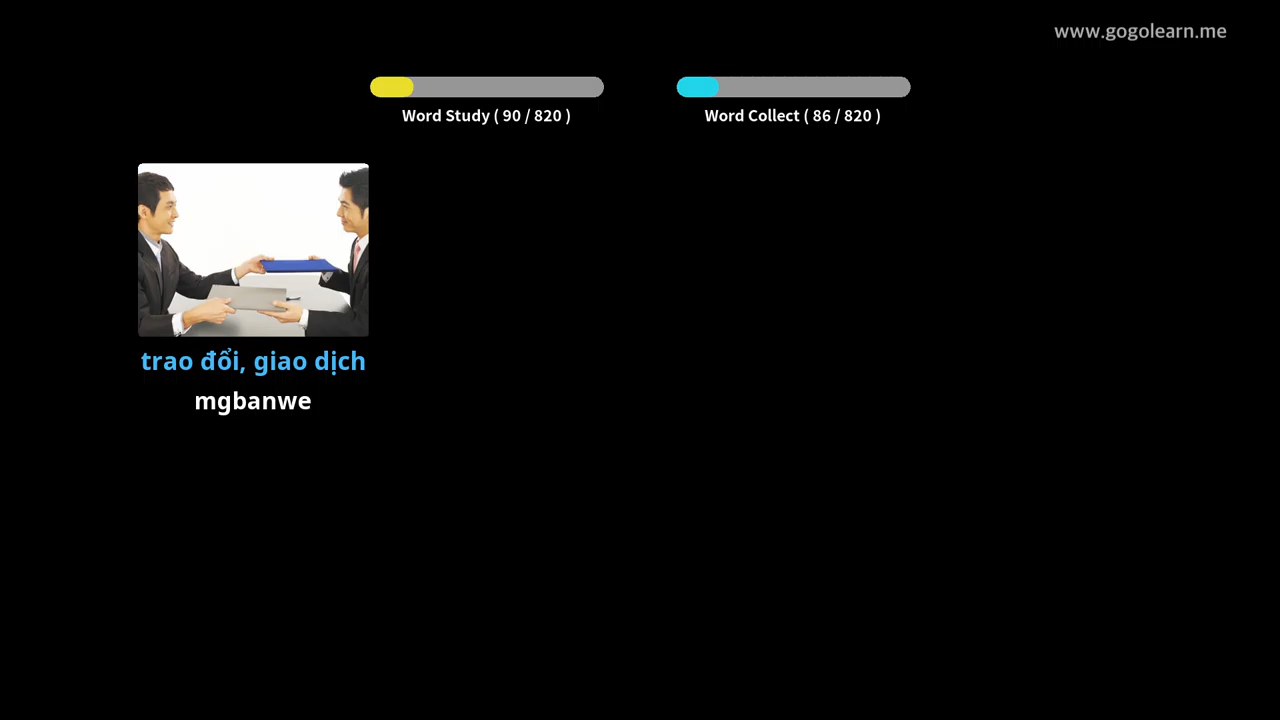 www.gogolearn.me
Word Study ( 90 / 820 )
Word Collect ( 86 / 820 )
trao đổi, giao dịch
mgbanwe